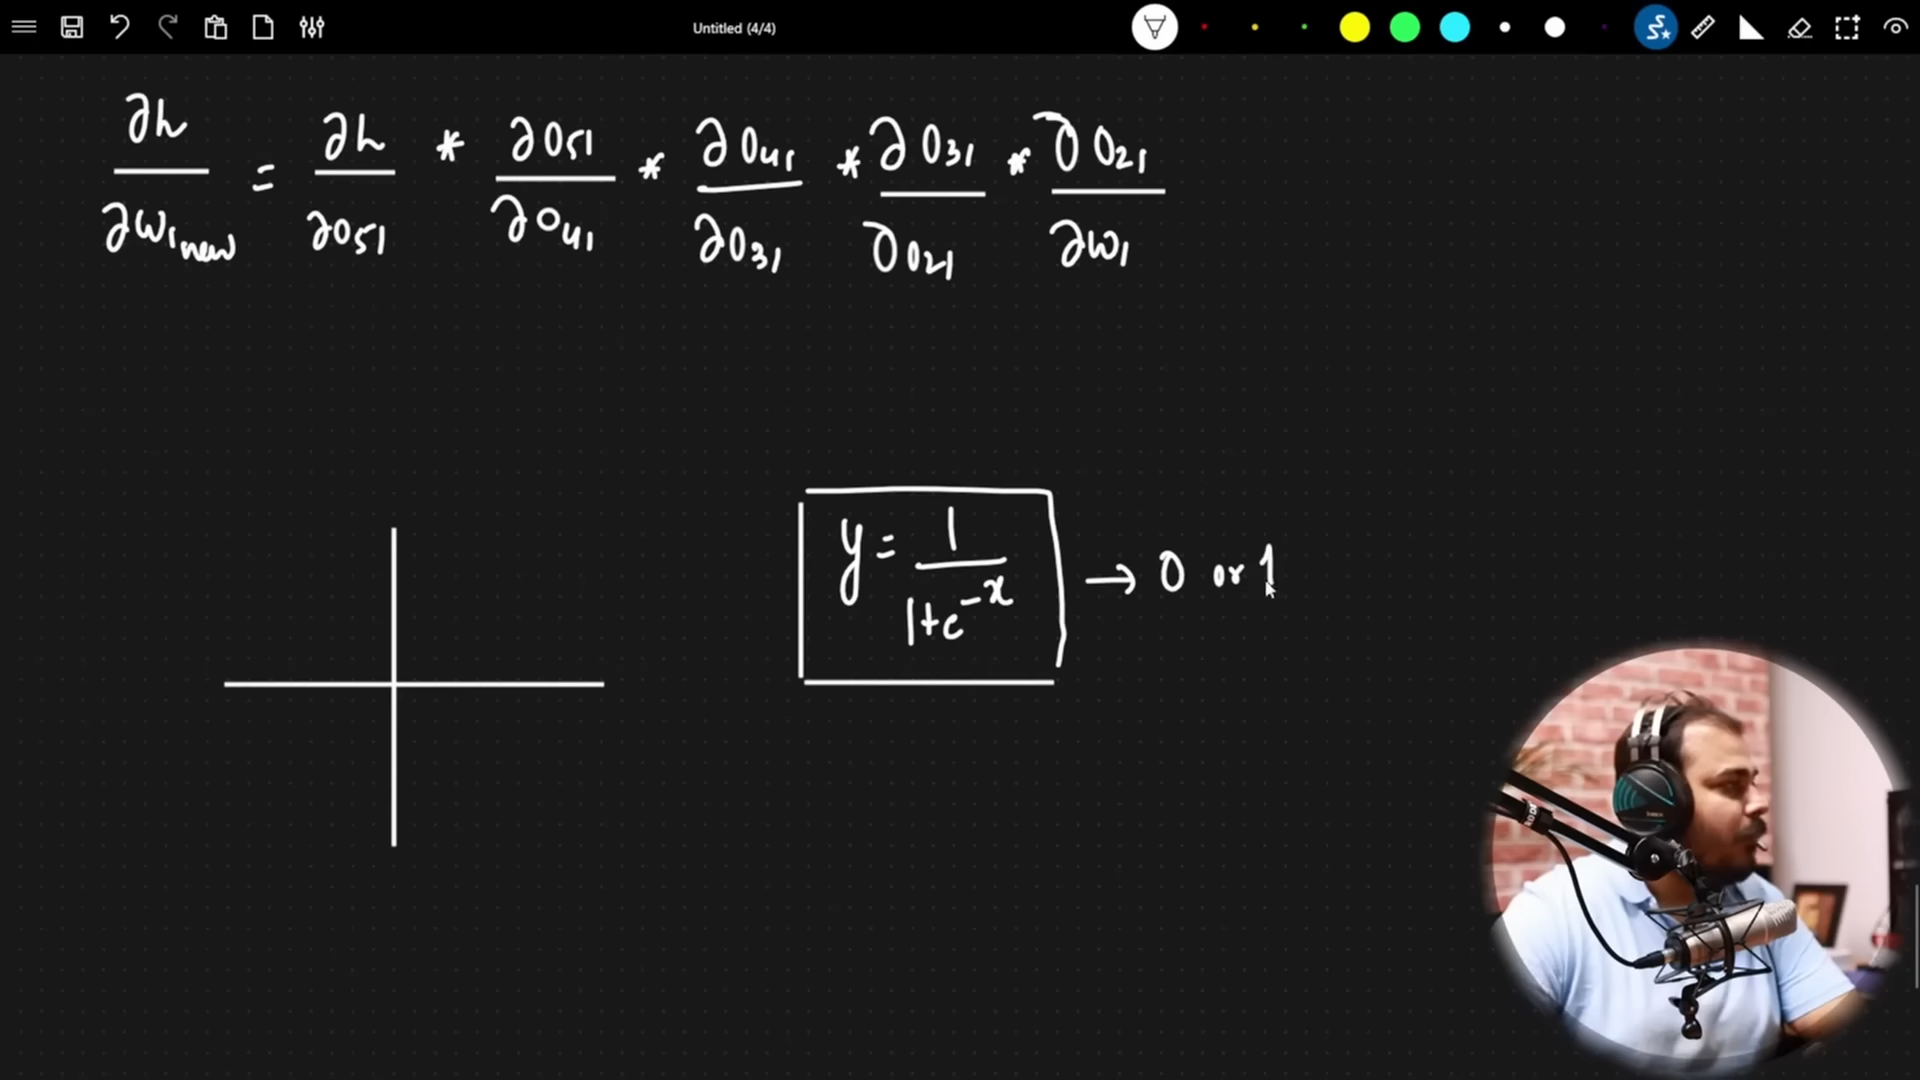 Untitled (4/4)
∂h / ∂w₁new = ∂h / ∂O51 * ∂O51 / ∂O41 * ∂O41 / ∂O31 * ∂O31 / ∂O21 * ∂O21 / ∂w₁
y = 1 / 1+e^-x → 0 or 1